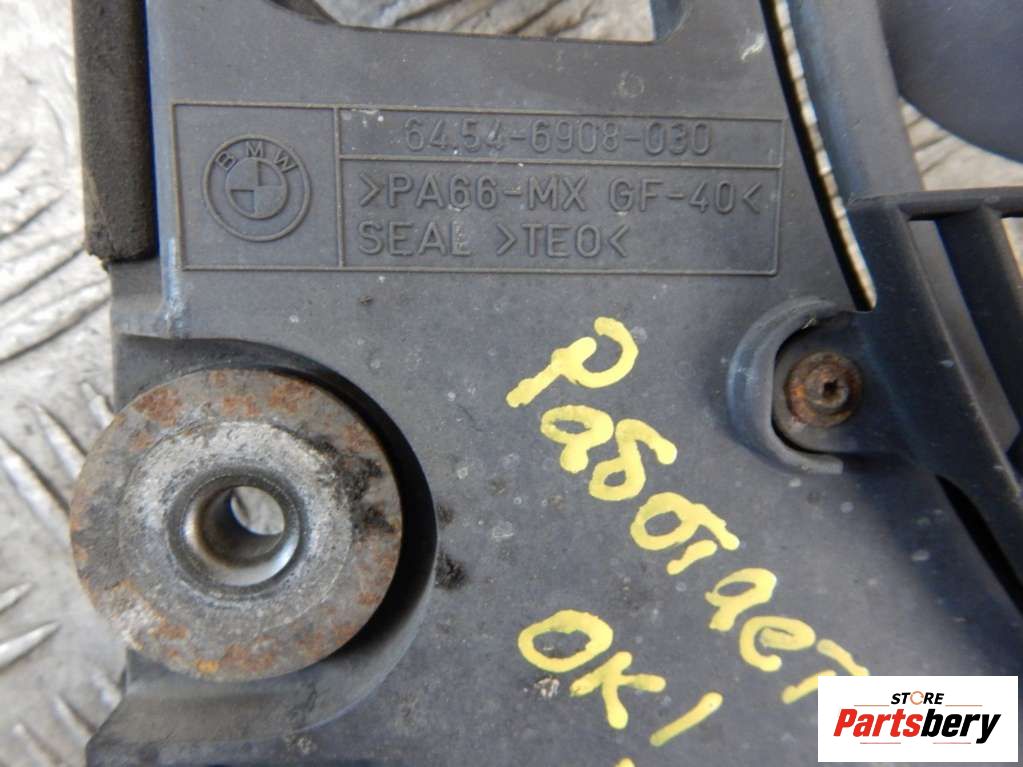 BMW
64.54-6908-030
>PA66-MX GF-40<
SEAL >TEO<
Работает
OK!
STORE
Partsbery